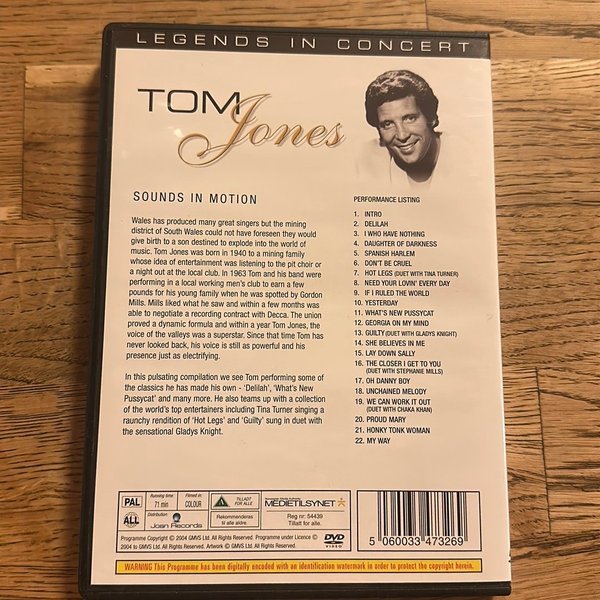 LEGENDS IN CONCERT
TOM
Jones
SOUNDS IN MOTION
Wales has produced many great singers but the mining
district of South Wales could not have foreseen they would
give birth to a son destined to explode into the world of
music. Tom Jones was born in 1940 to a mining family
whose idea of entertainment was listening to the pit choir or
a night out at the local club. In 1963 Tom and his band were
performing in a local working men's club to earn a few
pounds for his young family when he was spotted by Gordon
Mills. Mills liked what he saw and within a few months was
able to negotiate a recording contract with Decca. The union
proved a dynamic formula and within a year Tom Jones, the
voice of the valleys was a superstar. Since that time Tom has
never looked back, his voice is still as powerful and his
presence just as electrifying.
In this pulsating compilation we see Tom performing some of
the classics he has made his own - 'Delilah', 'What's New
Pussycat' and many more. He also teams up with a collection
of the world's top entertainers including Tina Turner singing a
raunchy rendition of 'Hot Legs' and 'Guilty' sung in duet with
the sensational Gladys Knight.
PERFORMANCE LISTING
1. INTRO
2. DELILAH
3. I WHO HAVE NOTHING
4. DAUGHTER OF DARKNESS
5. SPANISH HARLEM
6. DON'T BE CRUEL
7. HOT LEGS (DUET WITH TINA TURNER)
8. NEED YOUR LOVIN' EVERY DAY
9. IF I RULED THE WORLD
10. YESTERDAY
11. WHAT'S NEW PUSSYCAT
12. GEORGIA ON MY MIND
13. GUILTY (DUET WITH GLADYS KNIGHT)
14. SHE BELIEVES IN ME
15. LAY DOWN SALLY
16. THE CLOSER I GET TO YOU
(DUET WITH STEPHANIE MILLS)
17. OH DANNY BOY
18. UNCHAINED MELODY
19. WE CAN WORK IT OUT
(DUET WITH CHAKA KHAN)
20. PROUD MARY
21. HONKY TONK WOMAN
22. MY WAY
PAL
Running time
71 min
Filmed in
COLOUR
TILLADT
FOR ALLE
MEDIETILSYNET
ALL
Distribution:
Josn Records
Rekommenderas
til alle aldre.
Reg nr: 54439
Tillatt for alle.
Programme Copyright © 2004 GMVS Ltd. All Rights Reserved. Programme under Licence ©
2004 to GMVS Ltd. All Rights Reserved. Artwork © GMVS Ltd. All Rights Reserved.
DVD
VIDEO
5 060033 473269
WARNING This Programme has been digitally encoded with an identification watermark in order to protect the copyright herein.